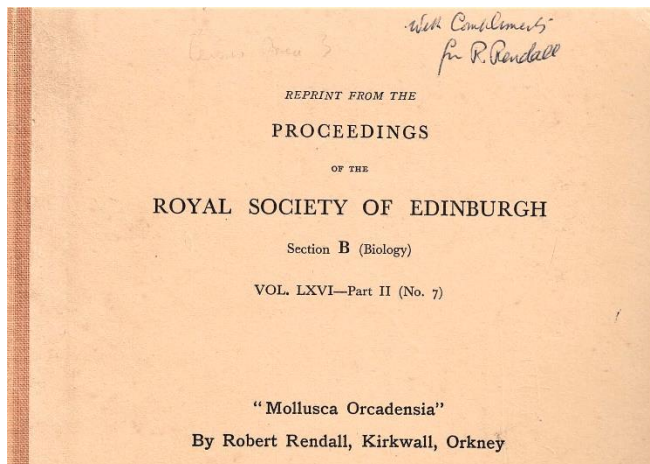 With Compliments
R. Rendall
REPRINT FROM THE
PROCEEDINGS
OF THE
ROYAL SOCIETY OF EDINBURGH
Section B (Biology)
VOL. LXVI—Part II (No. 7)
"Mollusca Orcadensia"
By Robert Rendall, Kirkwall, Orkney